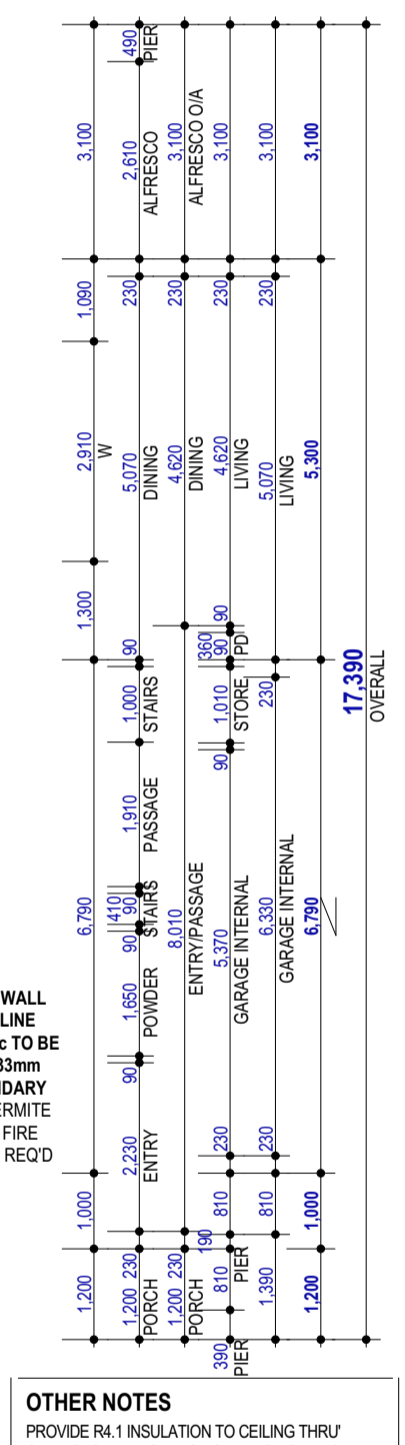 490
PIER
3,100
2,610
ALFRESCO
3,100
ALFRESCO O/A
3,100
3,100
3,100
1,090
230
230
230
230
2,910
W
5,070
DINING
4,620
DINING
4,620
LIVING
5,070
LIVING
5,300
1,300
90
360
90
90
PD
1,000
STAIRS
1,010
STORE
230
17,390
OVERALL
90
1,910
PASSAGE
6,790
410
90
STAIRS
90
8,010
ENTRY/PASSAGE
5,370
GARAGE INTERNAL
6,330
GARAGE INTERNAL
6,790
1,650
POWDER
90
2,230
ENTRY
230
230
1,000
810
810
1,000
190
1,200
230
1,200
PORCH
230
1,200
PORCH
810
PIER
1,390
1,200
390
PIER
WALL
LINE
c TO BE
33mm
NDARY
ERMITE
FIRE
REQ'D
OTHER NOTES
PROVIDE R4.1 INSULATION TO CEILING THRU'